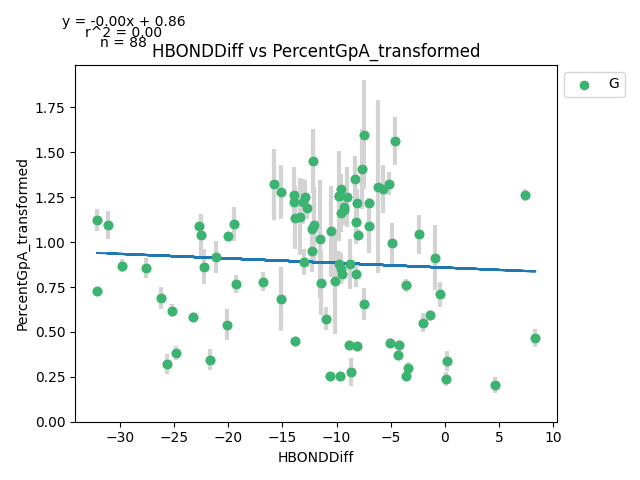 y = -0.00x + 0.86
r^2 = 0.00
n = 88
HBONDDiff vs PercentGpA_transformed
G
PercentGpA_transformed
1.75
1.50
1.25
1.00
0.75
0.50
0.25
0.00
−30 −25 −20 −15 −10 −5 0 5 10
HBONDDiff